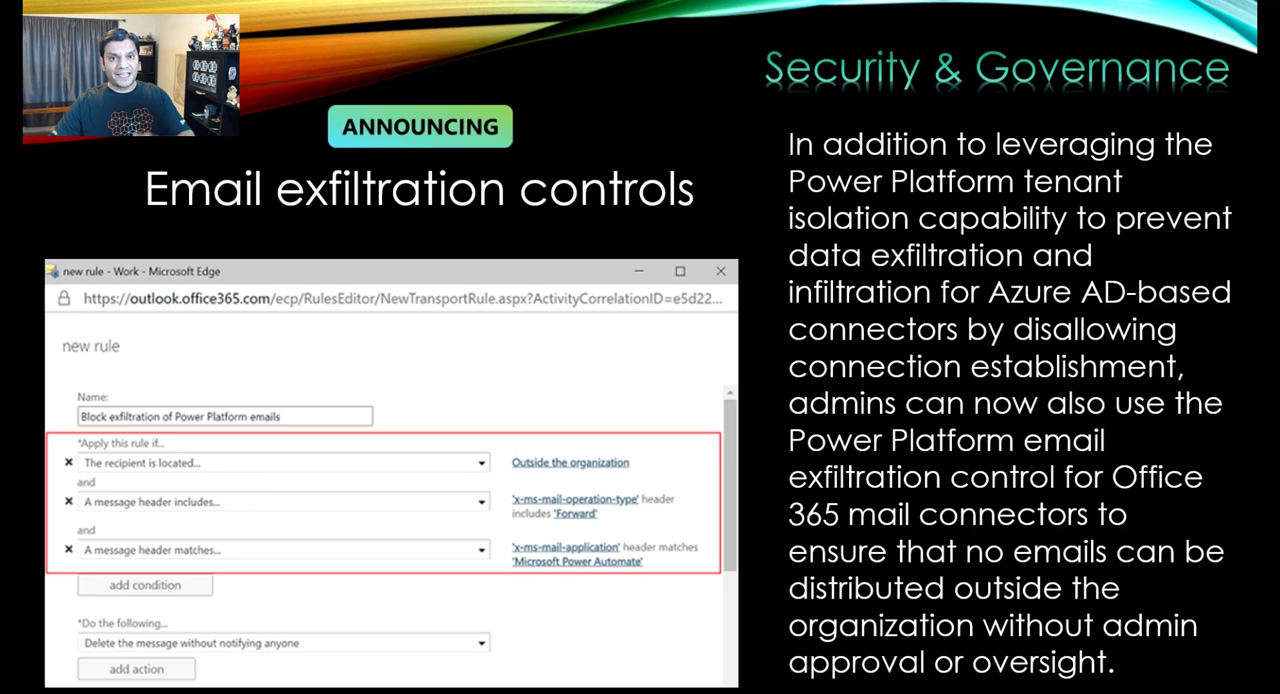 Security & Governance
ANNOUNCING
Email exfiltration controls
new rule - Work - Microsoft Edge
https://outlook.office365.com/ecp/RulesEditor/NewTransportRule.aspx?ActivityCorrelationID=e5d22...
new rule
Name:
Block exfiltration of Power Platform emails
*Apply this rule if...
The recipient is located...
Outside the organization
and
A message header includes...
'x-ms-mail-operation-type' header
includes 'Forward'
and
A message header matches...
'x-ms-mail-application' header matches
'Microsoft Power Automate'
add condition
*Do the following...
Delete the message without notifying anyone
add action
In addition to leveraging the
Power Platform tenant
isolation capability to prevent
data exfiltration and
infiltration for Azure AD-based
connectors by disallowing
connection establishment,
admins can now also use the
Power Platform email
exfiltration control for Office
365 mail connectors to
ensure that no emails can be
distributed outside the
organization without admin
approval or oversight.